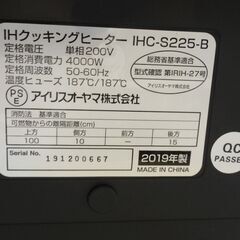 IHクッキングヒーター IHC-S225-B
定格電圧 単相200V
定格消費電力 4000W
定格周波数 50-60Hz
温度ヒューズ 187℃/187℃
総務省基準適合
型式確認 第IRIH-27号
PSE
アイリスオーヤマ株式会社
消防法 基準適合
可燃物からの離隔距離(cm)
上方 側方 前方 後方
100 10 － 15
Serial No. 191200667
2019年製
MADE IN CHINA
QC
PASSE